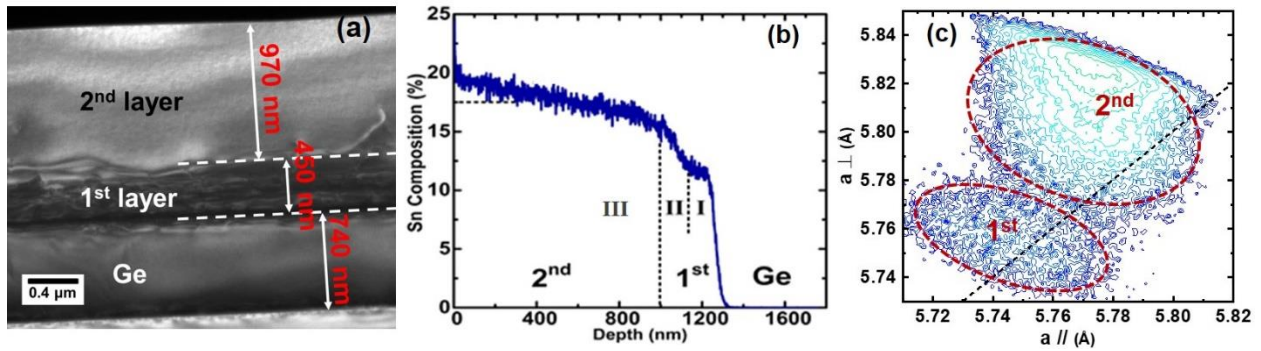 (a)
970 nm
2nd layer
450 nm
1st layer
740 nm
Ge
0.4 µm
(b)
Sn Composition (%)
25
20
15
10
5
0
III
II
I
2nd
1st
Ge
0
400
800
1200
1600
Depth (nm)
(c)
a ⊥ (Å)
5.84
5.82
5.80
5.78
5.76
5.74
2nd
1st
5.72
5.74
5.76
5.78
5.80
5.82
a // (Å)